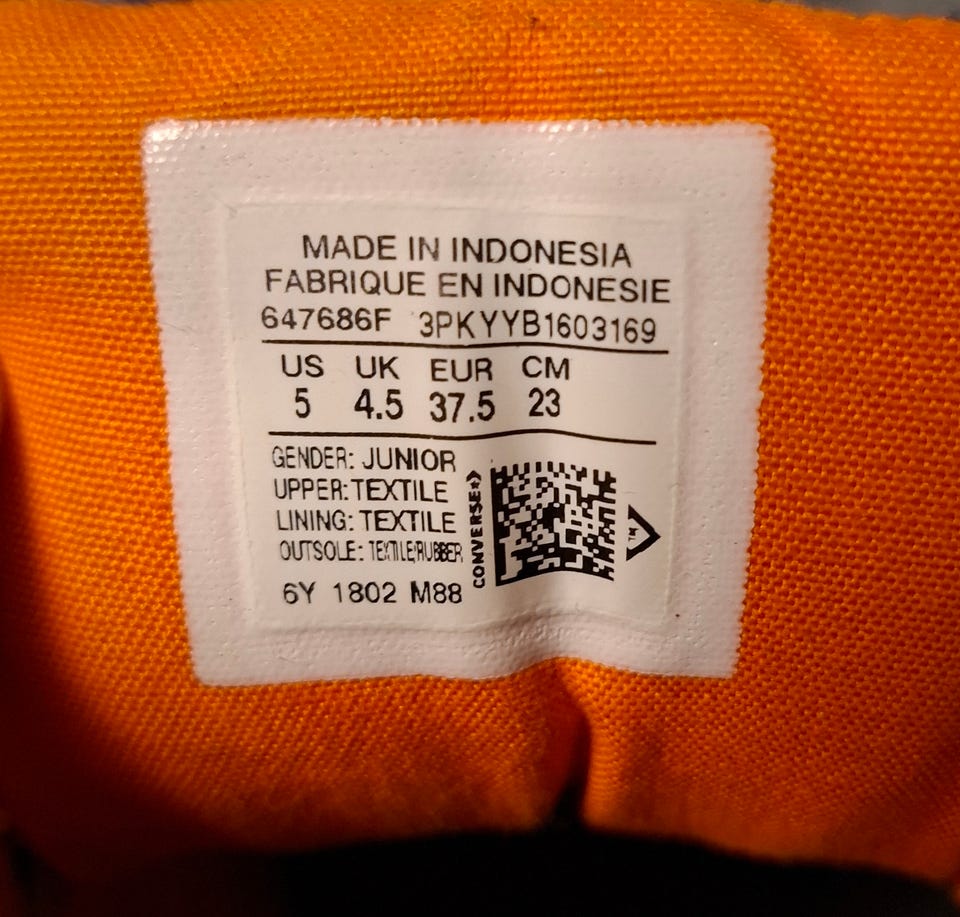 MADE IN INDONESIA
FABRIQUE EN INDONESIE
647686F 3PKYYB1603169
US UK EUR CM
5 4.5 37.5 23
GENDER: JUNIOR
UPPER: TEXTILE
LINING: TEXTILE
OUTSOLE: TEXTILE/RUBBER
6Y 1802 M88
CONVERSE
TM